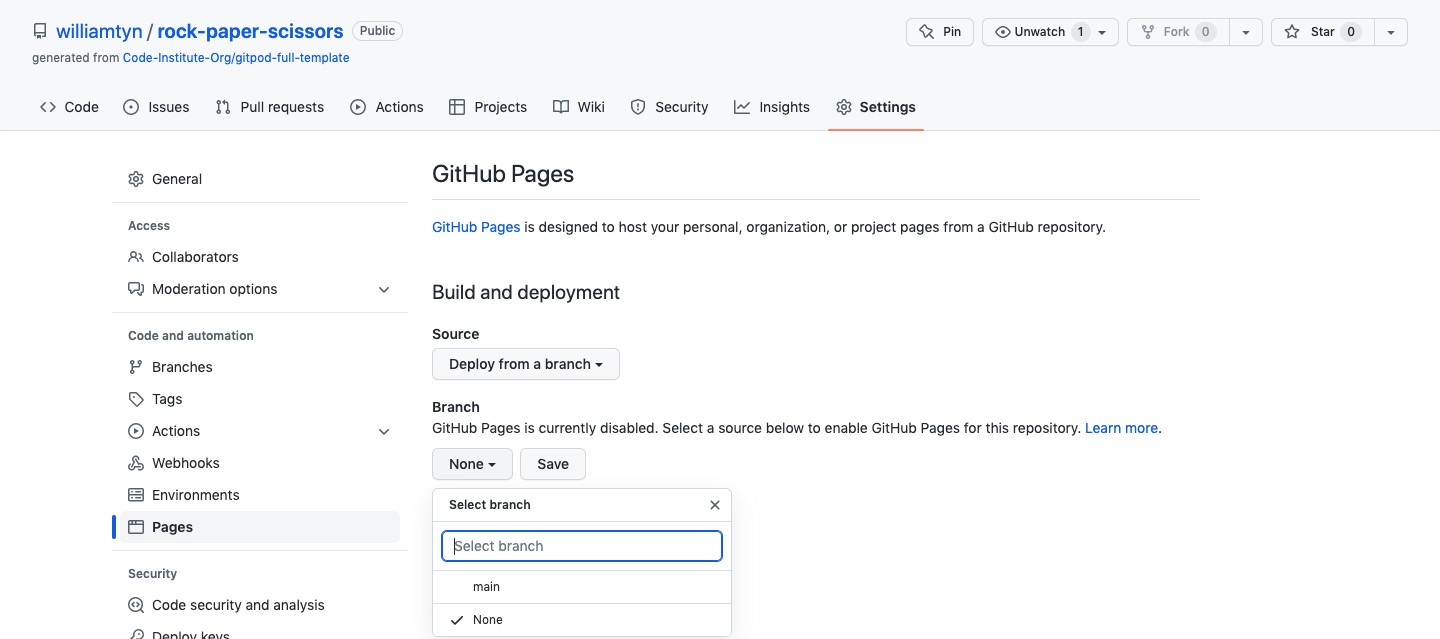 williamtyn / rock-paper-scissors Public
Pin Unwatch 1 Fork 0 Star 0
generated from Code-Institute-Org/gitpod-full-template
Code Issues Pull requests Actions Projects Wiki Security Insights Settings
General
Access
Collaborators
Moderation options
Code and automation
Branches
Tags
Actions
Webhooks
Environments
Pages
Security
Code security and analysis
Deploy keys
GitHub Pages
GitHub Pages is designed to host your personal, organization, or project pages from a GitHub repository.
Build and deployment
Source
Deploy from a branch
Branch
GitHub Pages is currently disabled. Select a source below to enable GitHub Pages for this repository. Learn more.
None Save
Select branch
Select branch
main
None